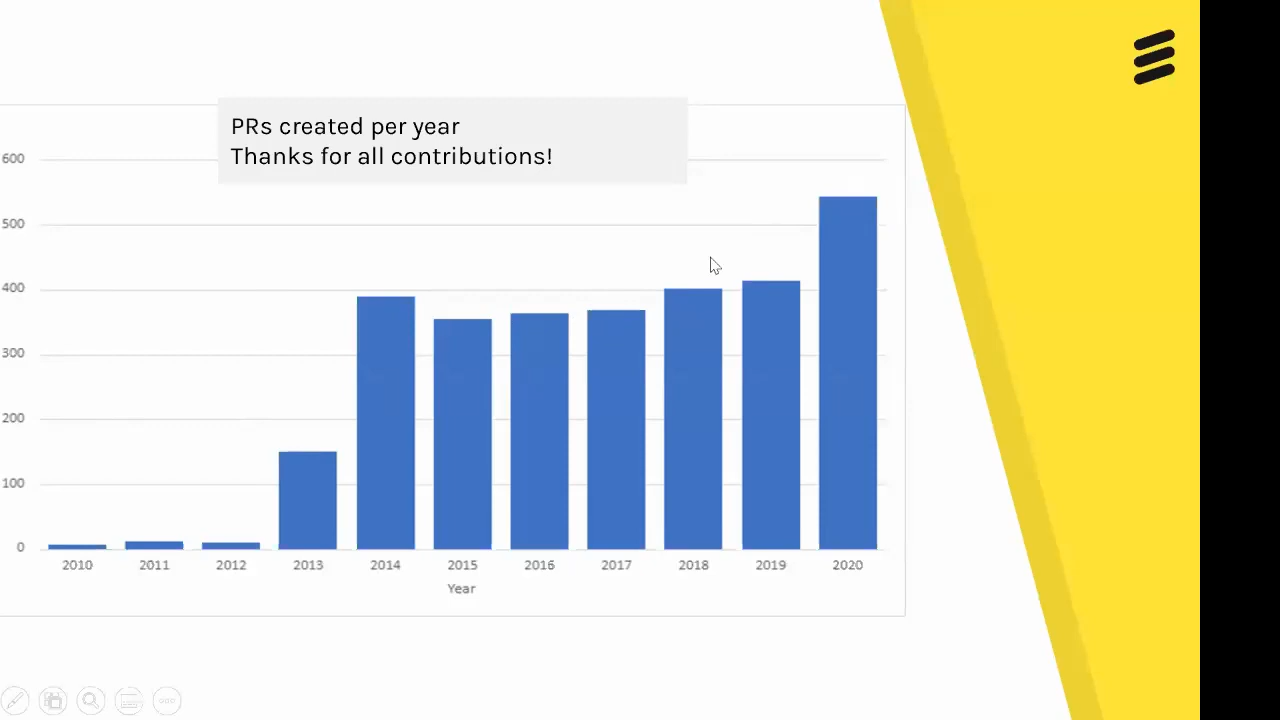 PRs created per year
Thanks for all contributions!
600
500
400
300
200
100
0
2010 2011 2012 2013 2014 2015 2016 2017 2018 2019 2020
Year